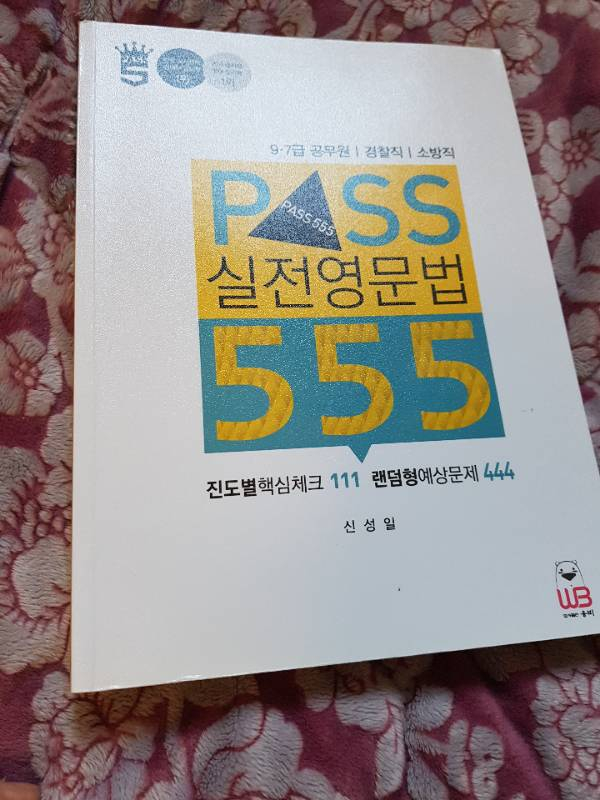 9·7급 공무원 | 경찰직 | 소방직
PASS
PASS 555
실전영문법
555
진도별핵심체크 111 랜덤형예상문제 444
신성일
WB